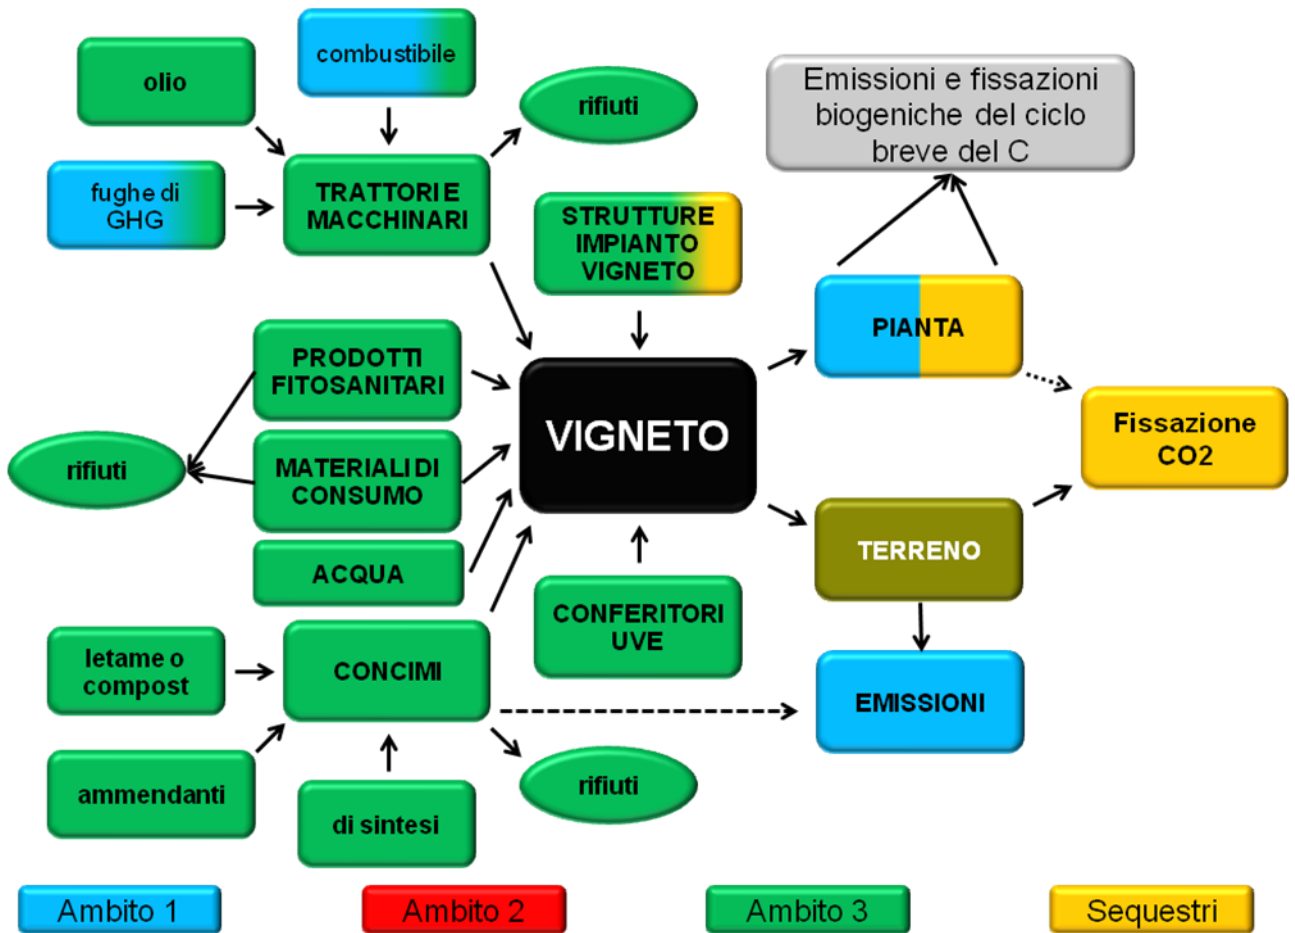 olio
combustibile
rifiuti
Emissioni e fissazioni
biogeniche del ciclo
breve del C
fughe di
GHG
TRATTORI E
MACCHINARI
STRUTTURE
IMPIANTO
VIGNETO
PIANTA
PRODOTTI
FITOSANITARI
VIGNETO
Fissazione
CO2
rifiuti
MATERIALI DI
CONSUMO
ACQUA
TERRENO
CONFERITORI
UVE
letame o
compost
CONCIMI
EMISSIONI
ammendanti
di sintesi
rifiuti
Ambito 1
Ambito 2
Ambito 3
Sequestri